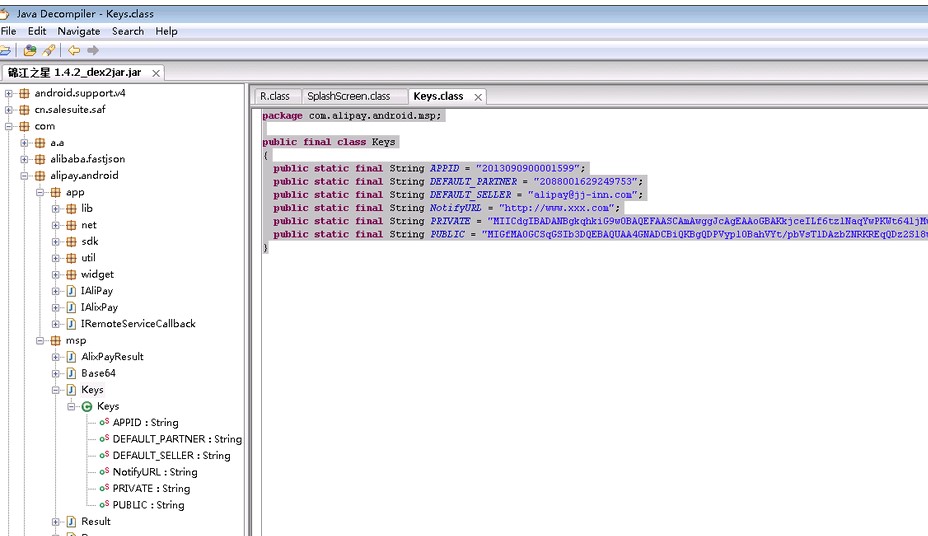 Java Decompiler - Keys.class
File Edit Navigate Search Help
锦江之星 1.4.2_dex2jar.jar
android.support.v4
cn.salesuite.saf
com
a.a
alibaba.fastjson
alipay.android
app
lib
net
sdk
util
widget
IAliPay
IAlixPay
IRemoteServiceCallback
msp
AlixPayResult
Base64
Keys
Keys
APPID : String
DEFAULT_PARTNER : String
DEFAULT_SELLER : String
NotifyURL : String
PRIVATE : String
PUBLIC : String
Result
R.class SplashScreen.class Keys.class
package com.alipay.android.msp;
public final class Keys
{
public static final String APPID = "2013090900001599";
public static final String DEFAULT_PARTNER = "2088001629249753";
public static final String DEFAULT_SELLER = "alipay@jj-inn.com";
public static final String NotifyURL = "http://www.xxx.com";
public static final String PRIVATE =
public static final String PUBLIC =
}